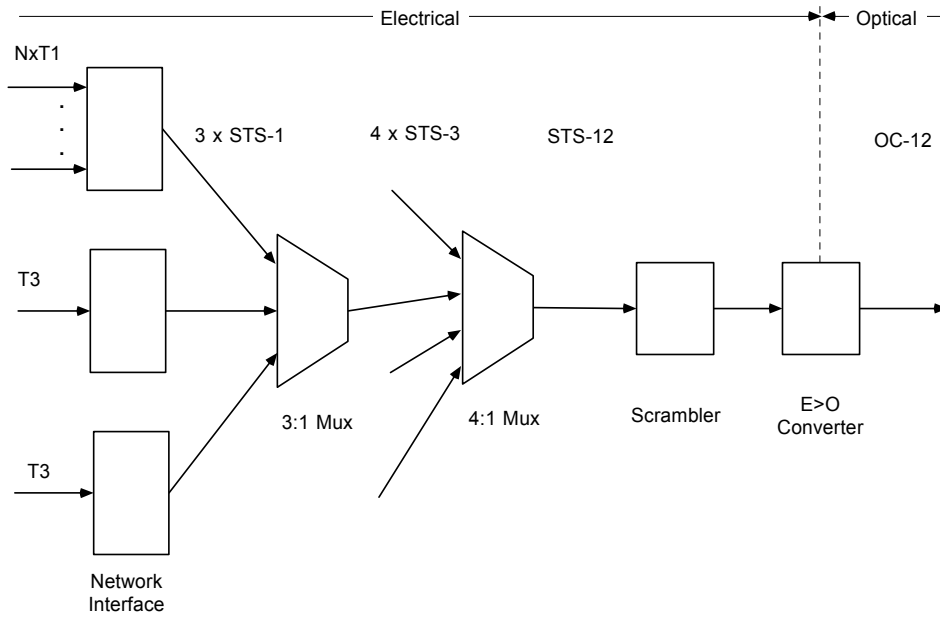 Electrical
Optical
NxT1
3 x STS-1
4 x STS-3
STS-12
OC-12
T3
3:1 Mux
4:1 Mux
Scrambler
E>O
Converter
T3
Network
Interface